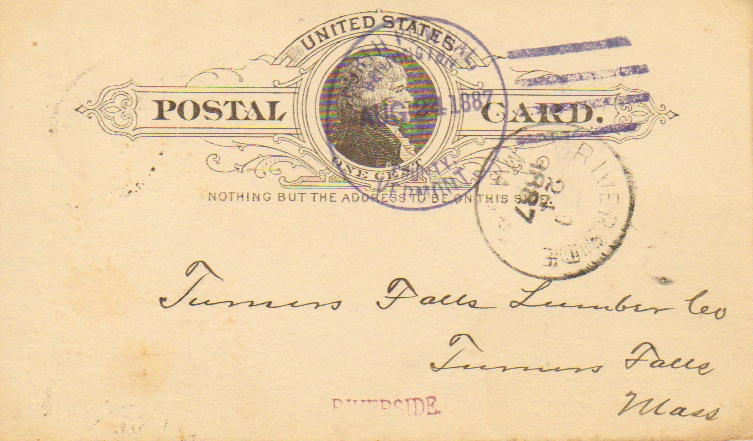 UNITED STATES
POSTAL CARD.
ONE CENT
AUG 24 1887
VERMONT
NOTHING BUT THE ADDRESS TO BE ON THIS SIDE.
RIVERSIDE
Turners Falls Lumber Co
Turners Falls
Mass
RIVERSIDE.